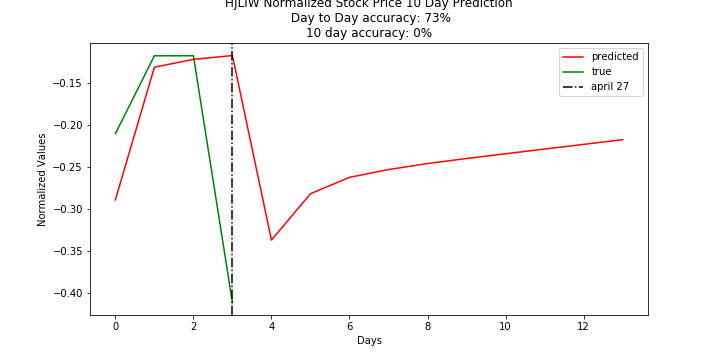 HJLIW Normalized Stock Price 10 Day Prediction
Day to Day accuracy: 73%
10 day accuracy: 0%
predicted
true
april 27
Normalized Values
−0.15
−0.20
−0.25
−0.30
−0.35
−0.40
0 2 4 6 8 10 12
Days